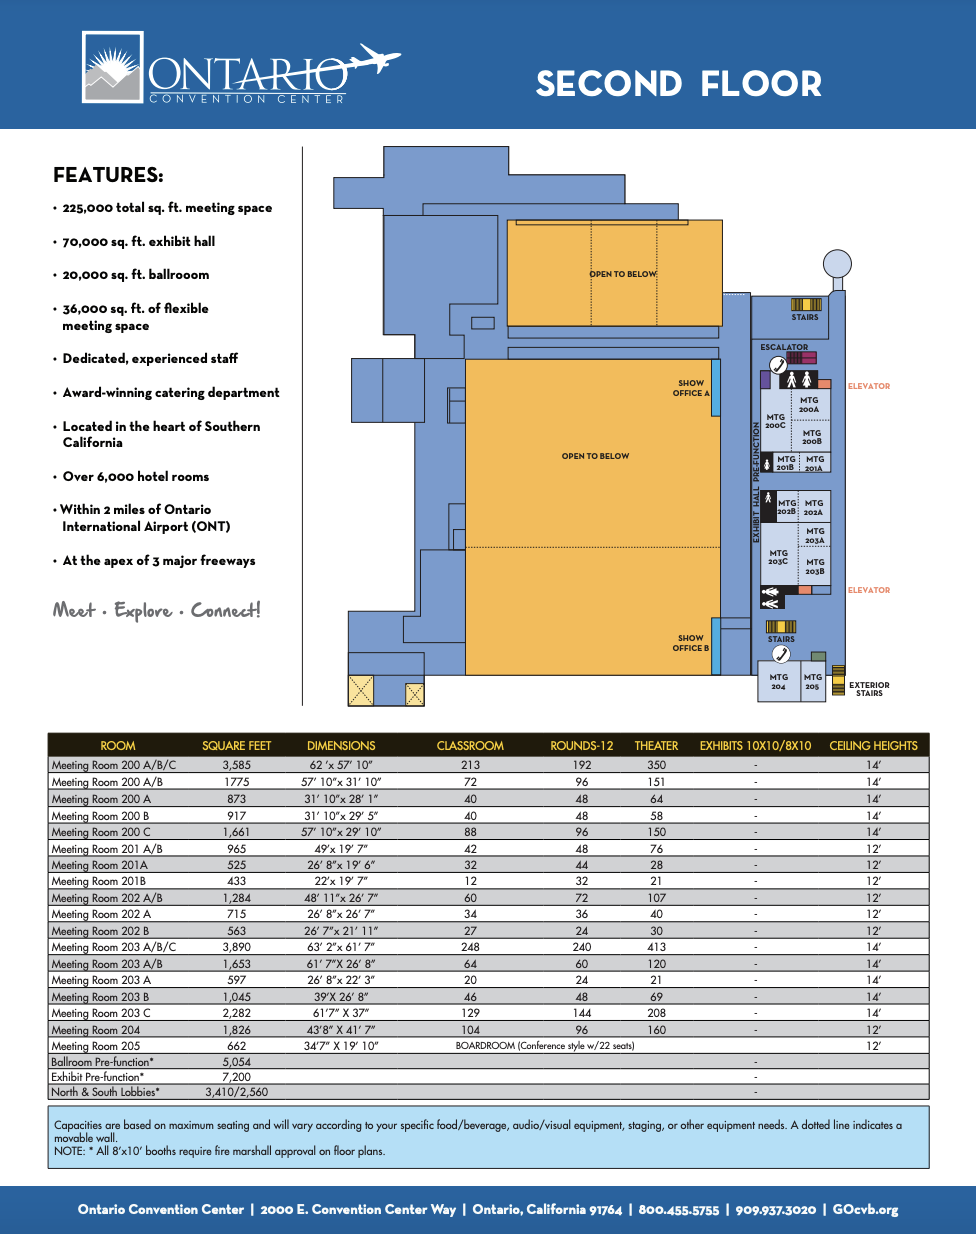 ONTARIO
CONVENTION CENTER
SECOND FLOOR
FEATURES:
• 225,000 total sq. ft. meeting space
• 70,000 sq. ft. exhibit hall
• 20,000 sq. ft. ballrooom
• 36,000 sq. ft. of flexible
meeting space
• Dedicated, experienced staff
• Award-winning catering department
• Located in the heart of Southern
California
• Over 6,000 hotel rooms
• Within 2 miles of Ontario
International Airport (ONT)
• At the apex of 3 major freeways
Meet • Explore • Connect!
OPEN TO BELOW
STAIRS
ESCALATOR
SHOW
OFFICE A
ELEVATOR
MTG
200A
MTG
200C
MTG
200B
MTG
201B
MTG
201A
OPEN TO BELOW
EXHIBIT HALL PRE-FUNCTION
MTG
202B
MTG
202A
MTG
203A
MTG
203C
MTG
203B
ELEVATOR
SHOW
OFFICE B
STAIRS
MTG
204
MTG
205
EXTERIOR
STAIRS
ROOM SQUARE FEET DIMENSIONS CLASSROOM ROUNDS-12 THEATER EXHIBITS 10X10/8X10 CEILING HEIGHTS
Meeting Room 200 A/B/C 3,585 62 'x 57' 10" 213 192 350 - 14'
Meeting Room 200 A/B 1775 57' 10"x 31' 10" 72 96 151 - 14'
Meeting Room 200 A 873 31' 10"x 28' 1" 40 48 64 - 14'
Meeting Room 200 B 917 31' 10"x 29' 5" 40 48 58 - 14'
Meeting Room 200 C 1,661 57' 10"x 29' 10" 88 96 150 - 14'
Meeting Room 201 A/B 965 49'x 19' 7" 42 48 76 - 12'
Meeting Room 201A 525 26' 8"x 19' 6" 32 44 28 - 12'
Meeting Room 201B 433 22'x 19' 7" 12 32 21 - 12'
Meeting Room 202 A/B 1,284 48' 11"x 26' 7" 60 72 107 - 12'
Meeting Room 202 A 715 26' 8"x 26' 7" 34 36 40 - 12'
Meeting Room 202 B 563 26' 7"x 21' 11" 27 24 30 - 12'
Meeting Room 203 A/B/C 3,890 63' 2"x 61' 7" 248 240 413 - 14'
Meeting Room 203 A/B 1,653 61' 7"X 26' 8" 64 60 120 - 14'
Meeting Room 203 A 597 26' 8"x 22' 3" 20 24 21 - 14'
Meeting Room 203 B 1,045 39'X 26' 8" 46 48 69 - 14'
Meeting Room 203 C 2,282 61'7" X 37" 129 144 208 - 14'
Meeting Room 204 1,826 43'8" X 41' 7" 104 96 160 - 12'
Meeting Room 205 662 34'7" X 19' 10" BOARDROOM (Conference style w/22 seats) 12'
Ballroom Pre-function* 5,054 -
Exhibit Pre-function* 7,200 -
North & South Lobbies* 3,410/2,560 -
Capacities are based on maximum seating and will vary according to your specific food/beverage, audio/visual equipment, staging, or other equipment needs. A dotted line indicates a
movable wall.
NOTE: * All 8'x10' booths require fire marshall approval on floor plans.
Ontario Convention Center | 2000 E. Convention Center Way | Ontario, California 91764 | 800.455.5755 | 909.937.3020 | GOcvb.org